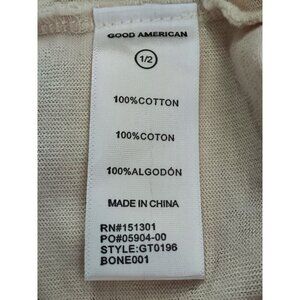 GOOD AMERICAN
1/2
100%COTTON
100%COTON
100%ALGODÓN
MADE IN CHINA
RN#151301
PO#05904-00
STYLE:GT0196
BONE001